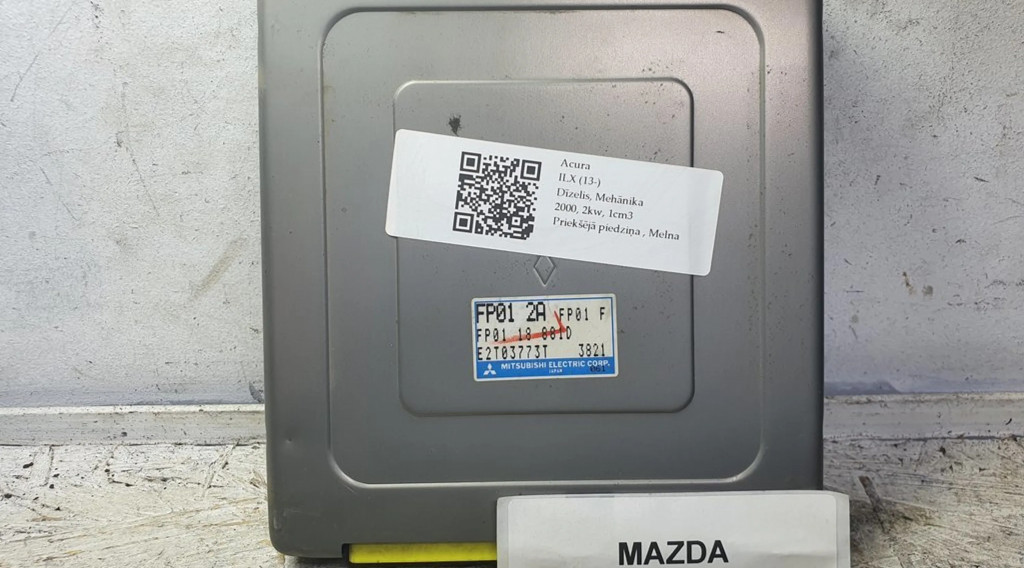 Acura
ILX (13-)
Dīzelis, Mehānika
2000, 2kw, 1cm3
Priekšējā piedziņa , Melna
FP01 2A FP01 F
FP01 18 881D
E2T03773T 3821
MITSUBISHI ELECTRIC CORP.
JAPAN
MAZDA